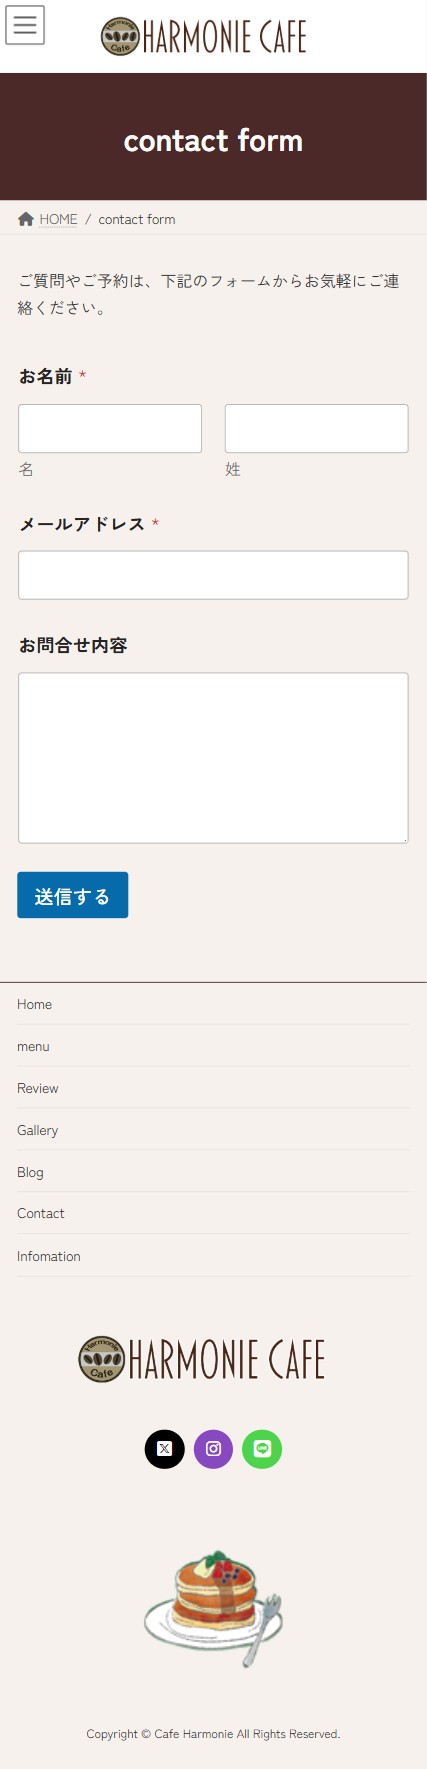 Harmonie
Cafe
HARMONIE CAFE
contact form
HOME / contact form
ご質問やご予約は、下記のフォームからお気軽にご連
絡ください。
お名前 *
名
姓
メールアドレス *
お問合せ内容
送信する
Home
menu
Review
Gallery
Blog
Contact
Infomation
Harmonie
Cafe
HARMONIE CAFE
LINE
Copyright © Cafe Harmonie All Rights Reserved.